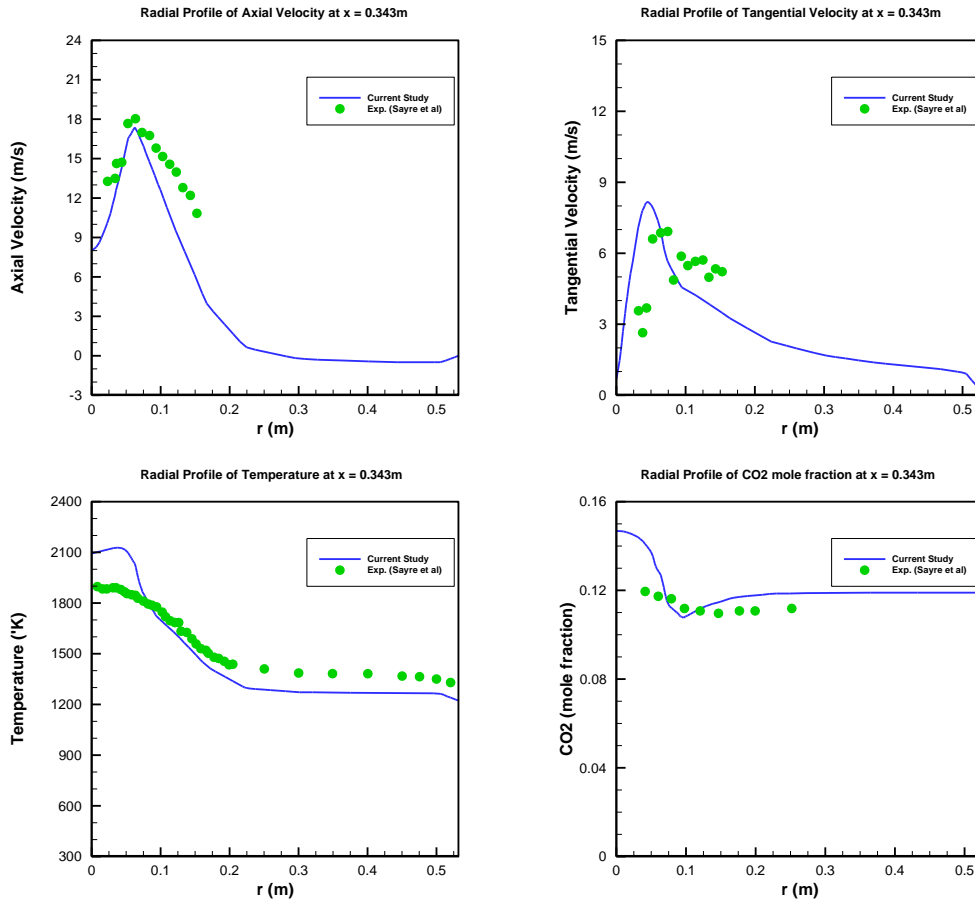 Radial Profile of Axial Velocity at x = 0.343m
24
21
18
15
12
9
6
3
0
-3
Axial Velocity (m/s)
Current Study
Exp. (Sayre et al)
0 0.1 0.2 0.3 0.4 0.5
r (m)
Radial Profile of Tangential Velocity at x = 0.343m
15
12
9
6
3
0
Tangential Velocity (m/s)
Current Study
Exp. (Sayre et al)
0 0.1 0.2 0.3 0.4 0.5
r (m)
Radial Profile of Temperature at x = 0.343m
2400
2100
1800
1500
1200
900
600
300
Temperature (°K)
Current Study
Exp. (Sayre et al)
0 0.1 0.2 0.3 0.4 0.5
r (m)
Radial Profile of CO2 mole fraction at x = 0.343m
0.16
0.12
0.08
0.04
0
CO2 (mole fraction)
Current Study
Exp. (Sayre et al)
0 0.1 0.2 0.3 0.4 0.5
r (m)